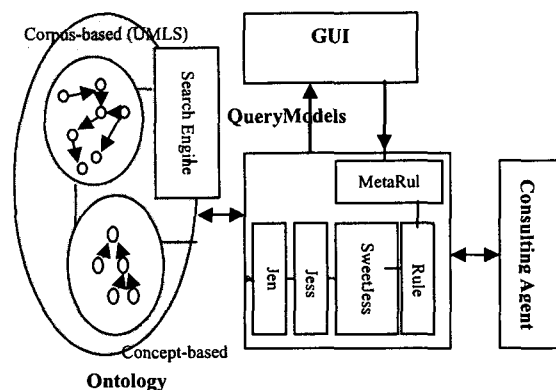 Corpus-based (UMLS)
Search Engine
GUI
QueryModels
MetaRul
Jen
Jess
SweetJess
Rule
Consulting Agent
Concept-based
Ontology